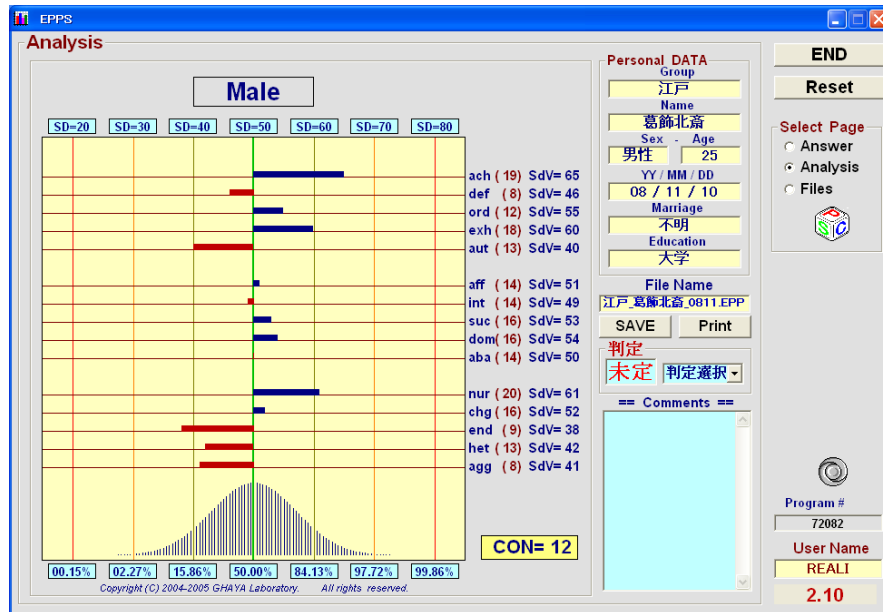 EPPS
Analysis
Male
SD=20 SD=30 SD=40 SD=50 SD=60 SD=70 SD=80
ach ( 19) SdV= 65
def ( 8) SdV= 46
ord ( 12) SdV= 55
exh ( 18) SdV= 60
aut ( 13) SdV= 40
aff ( 14) SdV= 51
int ( 14) SdV= 49
suc ( 16) SdV= 53
dom( 16) SdV= 54
aba ( 14) SdV= 50
nur ( 20) SdV= 61
chg ( 16) SdV= 52
end ( 9) SdV= 38
het ( 13) SdV= 42
agg ( 8) SdV= 41
CON= 12
00.15% 02.27% 15.86% 50.00% 84.13% 97.72% 99.86%
Copyright (C) 2004-2005 GHAYA Laboratory. All rights reserved.
Personal DATA
Group
江戸
Name
葛飾北斎
Sex - Age
男性 25
YY / MM / DD
08 / 11 / 10
Marriage
不明
Education
大学
File Name
江戸_葛飾北斎_0811.EPP
SAVE Print
判定
未定 判定選択
== Comments ==
END
Reset
Select Page
Answer
Analysis
Files
P S C
Program #
72082
User Name
REALI
2.10